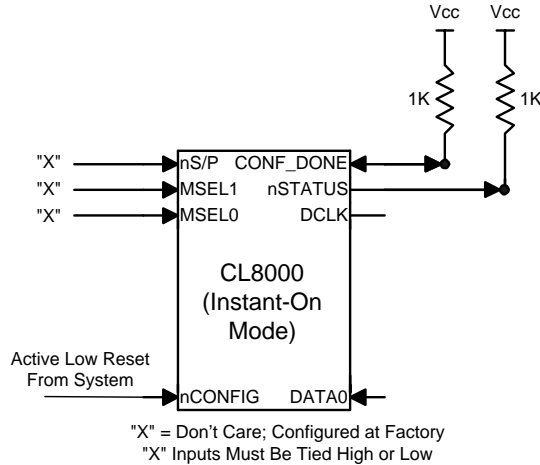 Vcc Vcc
1K 1K
"X" nS/P CONF_DONE
"X" MSEL1 nSTATUS
"X" MSEL0 DCLK
CL8000
(Instant-On
Mode)
Active Low Reset
From System
nCONFIG DATA0
"X" = Don't Care; Configured at Factory
"X" Inputs Must Be Tied High or Low